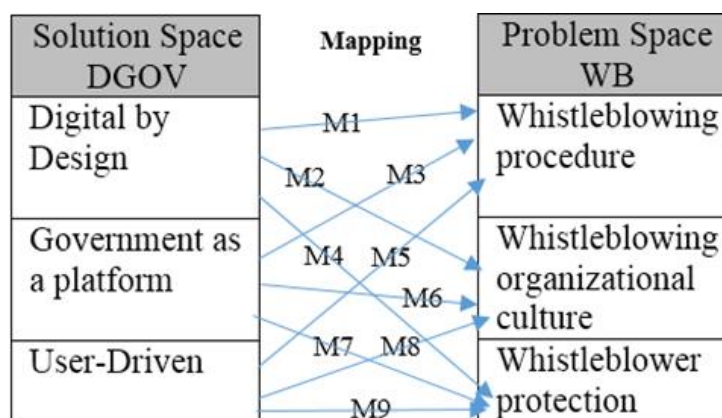 Solution Space
DGOV
Mapping
Problem Space
WB
Digital by
Design
M1
M2
M3
Whistleblowing
procedure
Government as
a platform
M4
M5
M6
Whistleblowing
organizational
culture
User-Driven
M7
M8
M9
Whistleblower
protection